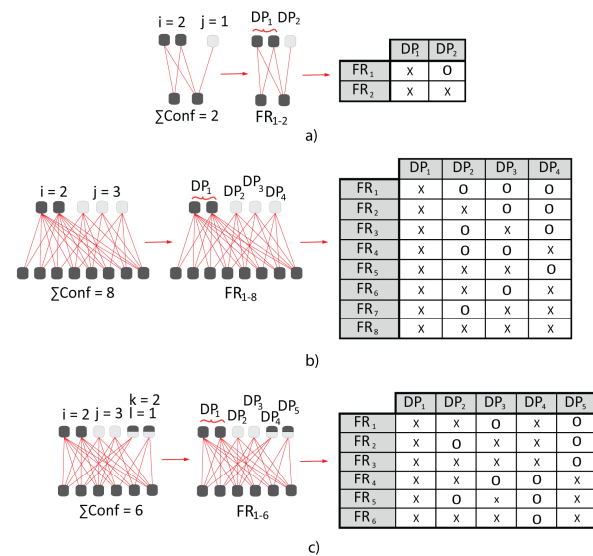 i = 2 j = 1 DP₁ DP₂
∑Conf = 2 FR₁₋₂
DP₁ DP₂
FR₁ x O
FR₂ x x
a)
i = 2 j = 3 DP₁ DP₂ DP₃ DP₄
∑Conf = 8 FR₁₋₈
DP₁ DP₂ DP₃ DP₄
FR₁ x O O O
FR₂ x x O O
FR₃ x O x O
FR₄ x O O x
FR₅ x x x O
FR₆ x x O x
FR₇ x O x x
FR₈ x x x x
b)
k = 2
i = 2 j = 3 l = 1 DP₁ DP₂ DP₃ DP₄ DP₅
∑Conf = 6 FR₁₋₆
DP₁ DP₂ DP₃ DP₄ DP₅
FR₁ x x O x O
FR₂ x O x x O
FR₃ x x x x O
FR₄ x x O O x
FR₅ x O x O x
FR₆ x x x O x
c)